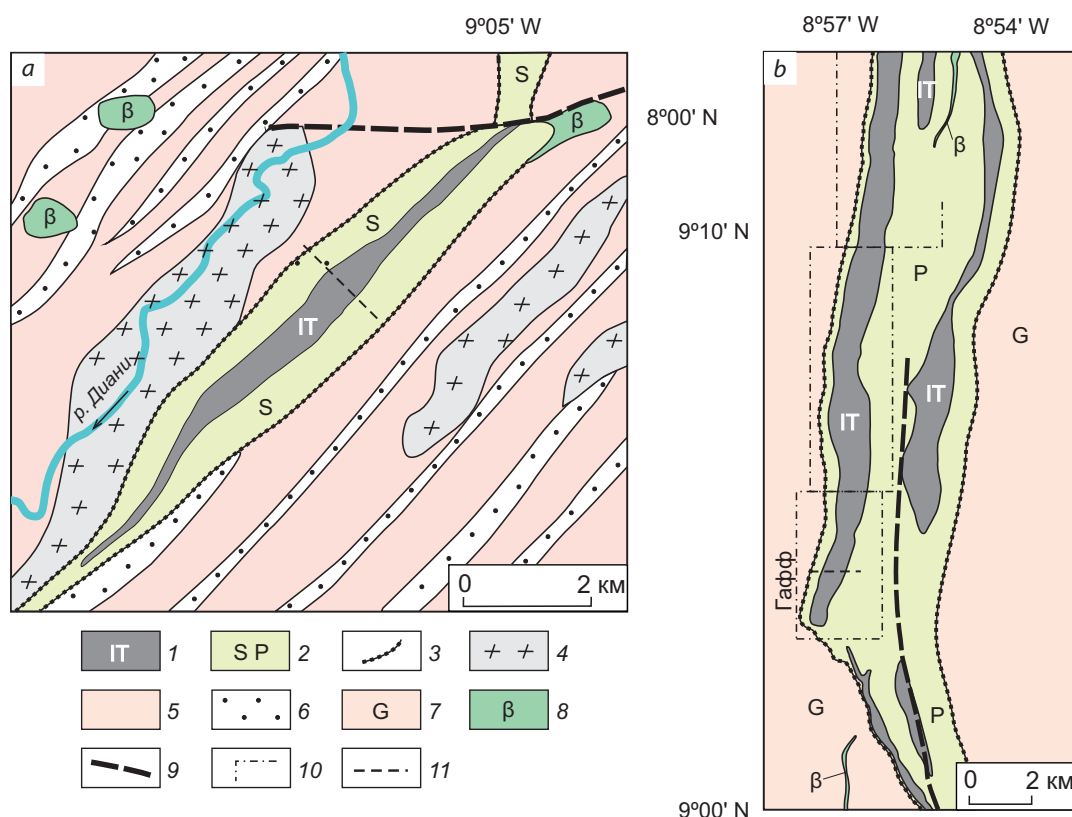 9º05' W
8º57' W
8º54' W
a
S
β
β
8º00' N
β
S
IT
S
р. Диани
0 2 км
b
IT
β
9º10' N
P
G
IT
IT
Гафф
G
P
β
0 2 км
9º00' N
IT 1
S P 2
3
+ + 4
5
6
G 7
β 8
9
10
11